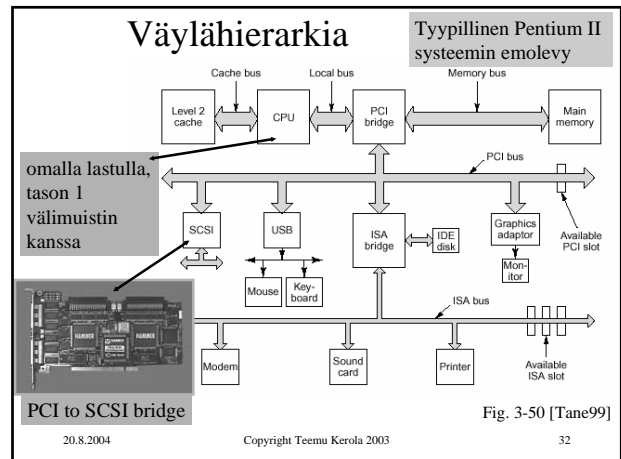 Väylähierarkia
Tyypillinen Pentium II
systeemin emolevy
Cache bus
Local bus
Memory bus
Level 2
cache
CPU
PCI
bridge
Main
memory
PCI bus
omalla lastulla,
tason 1
välimuistin
kanssa
SCSI
USB
ISA
bridge
IDE
disk
Graphics
adaptor
Available
PCI slot
Mouse
Key-
board
Mon-
itor
ISA bus
Modem
Sound
card
Printer
Available
ISA slot
HAMMER
HAMMER
PCI to SCSI bridge
Fig. 3-50 [Tane99]
20.8.2004
Copyright Teemu Kerola 2003
32